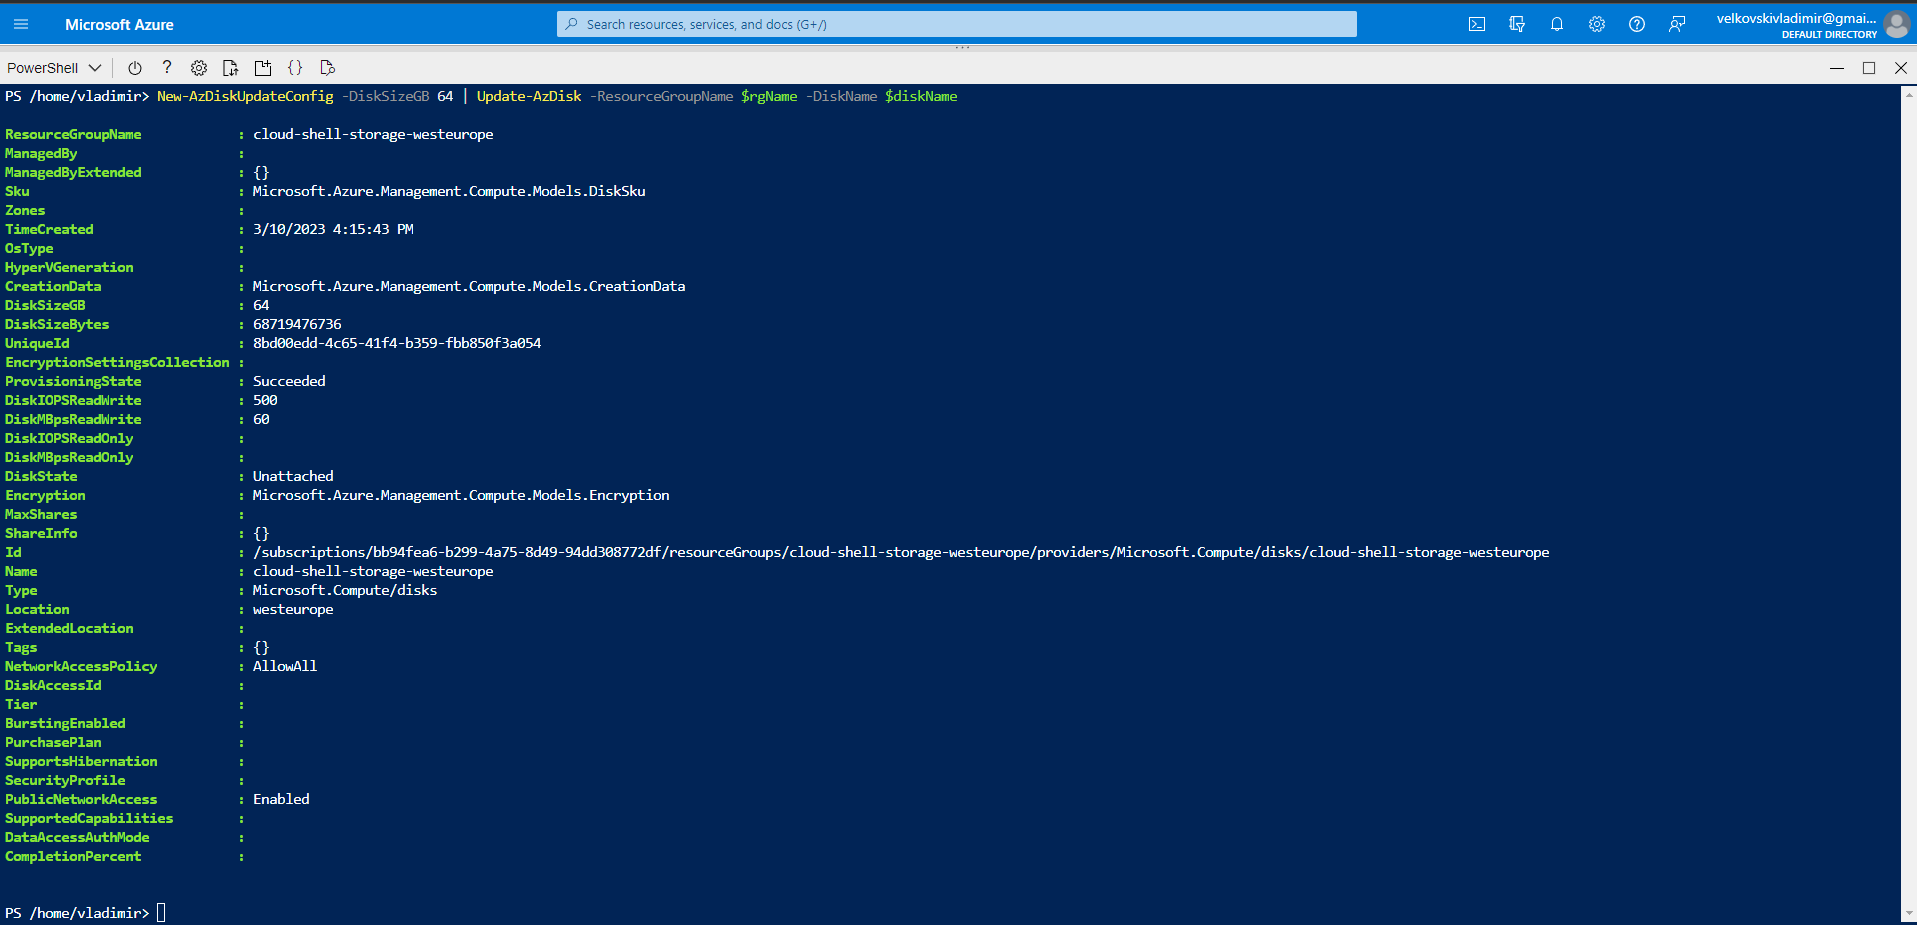 Microsoft Azure
Search resources, services, and docs (G+/)
velkovskivladimir@gmai...
DEFAULT DIRECTORY
PowerShell
PS /home/vladimir> New-AzDiskUpdateConfig -DiskSizeGB 64 | Update-AzDisk -ResourceGroupName $rgName -DiskName $diskName
ResourceGroupName : cloud-shell-storage-westeurope
ManagedBy :
ManagedByExtended : {}
Sku : Microsoft.Azure.Management.Compute.Models.DiskSku
Zones :
TimeCreated : 3/10/2023 4:15:43 PM
OsType :
HyperVGeneration :
CreationData : Microsoft.Azure.Management.Compute.Models.CreationData
DiskSizeGB : 64
DiskSizeBytes : 68719476736
UniqueId : 8bd00edd-4c65-41f4-b359-fbb850f3a054
EncryptionSettingsCollection :
ProvisioningState : Succeeded
DiskIOPSReadWrite : 500
DiskMBpsReadWrite : 60
DiskIOPSReadOnly :
DiskMBpsReadOnly :
DiskState : Unattached
Encryption : Microsoft.Azure.Management.Compute.Models.Encryption
MaxShares :
ShareInfo : {}
Id : /subscriptions/bb94fea6-b299-4a75-8d49-94dd308772df/resourceGroups/cloud-shell-storage-westeurope/providers/Microsoft.Compute/disks/cloud-shell-storage-westeurope
Name : cloud-shell-storage-westeurope
Type : Microsoft.Compute/disks
Location : westeurope
ExtendedLocation :
Tags : {}
NetworkAccessPolicy : AllowAll
DiskAccessId :
Tier :
BurstingEnabled :
PurchasePlan :
SupportsHibernation :
SecurityProfile :
PublicNetworkAccess : Enabled
SupportedCapabilities :
DataAccessAuthMode :
CompletionPercent :
PS /home/vladimir>